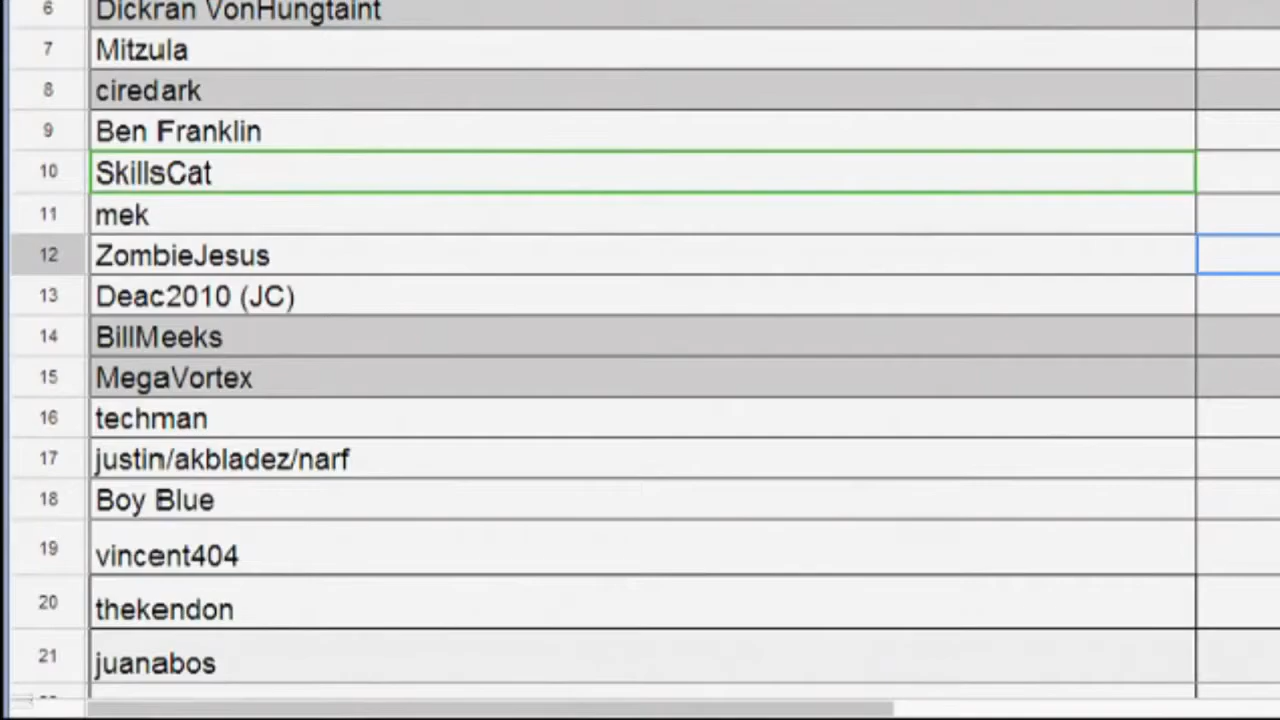 6 Dickran VonHungtaint
7 Mitzula
8 ciredark
9 Ben Franklin
10 SkillsCat
11 mek
12 ZombieJesus
13 Deac2010 (JC)
14 BillMeeks
15 MegaVortex
16 techman
17 justin/akbladez/narf
18 Boy Blue
19 vincent404
20 thekendon
21 juanabos